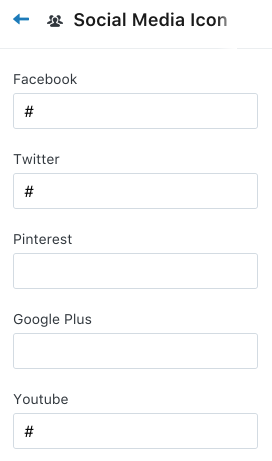 Social Media Icon
Facebook
#
Twitter
#
Pinterest
Google Plus
Youtube
#